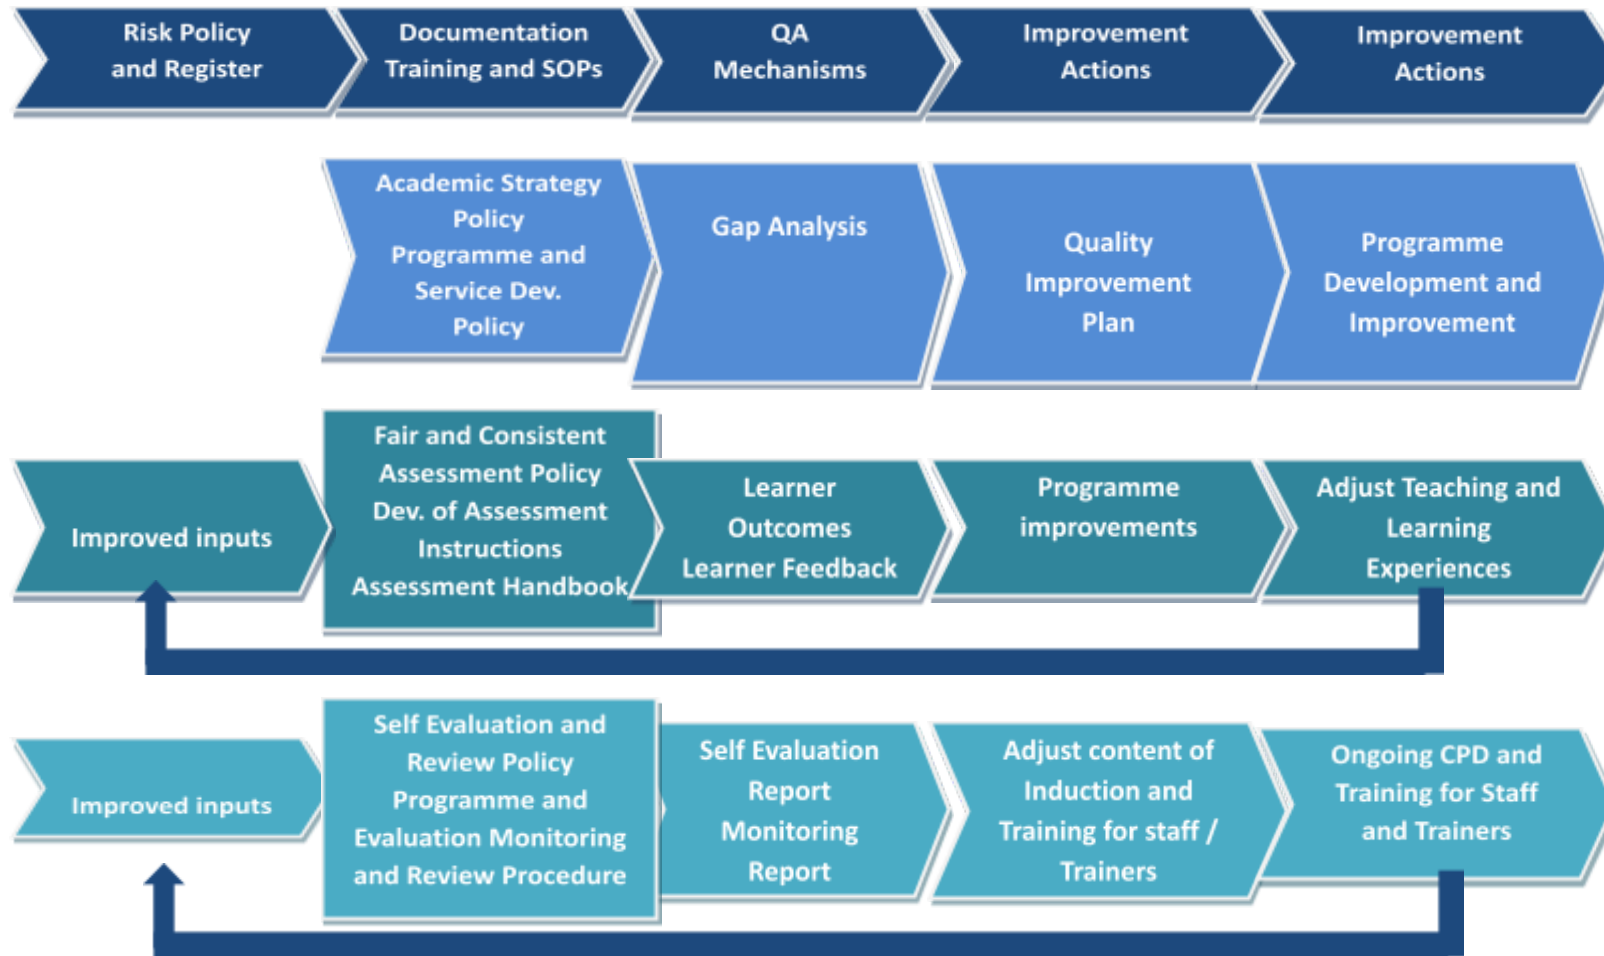 Risk Policy
and Register
Documentation
Training and SOPs
QA
Mechanisms
Improvement
Actions
Improvement
Actions
Academic Strategy
Policy
Programme and
Service Dev.
Policy
Gap Analysis
Quality
Improvement
Plan
Programme
Development and
Improvement
Improved inputs
Fair and Consistent
Assessment Policy
Dev. of Assessment
Instructions
Assessment Handbook
Learner
Outcomes
Learner Feedback
Programme
improvements
Adjust Teaching and
Learning
Experiences
Improved inputs
Self Evaluation and
Review Policy
Programme and
Evaluation Monitoring
and Review Procedure
Self Evaluation
Report
Monitoring
Report
Adjust content of
Induction and
Training for staff /
Trainers
Ongoing CPD and
Training for Staff
and Trainers